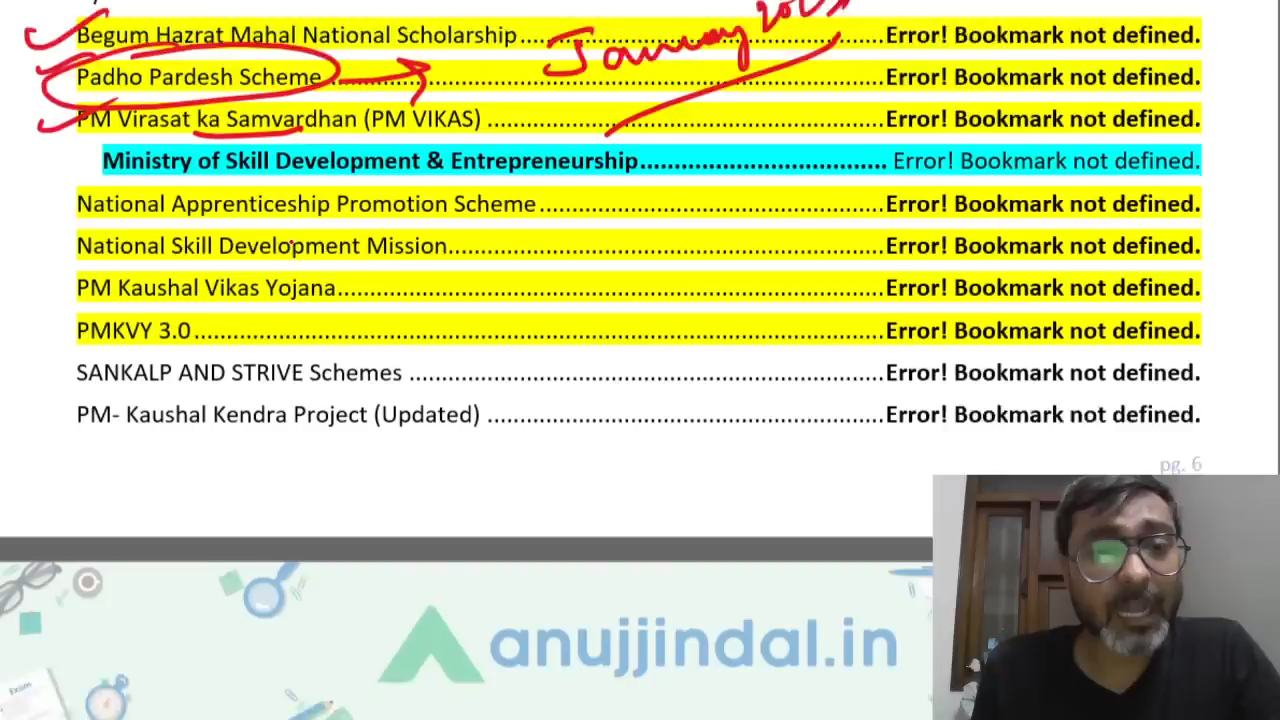 January
Begum Hazrat Mahal National Scholarship........................................................Error! Bookmark not defined.
Padho Pardesh Scheme....................................................................................Error! Bookmark not defined.
PM Virasat ka Samvardhan (PM VIKAS) ............................................................Error! Bookmark not defined.
Ministry of Skill Development & Entrepreneurship...................................... Error! Bookmark not defined.
National Apprenticeship Promotion Scheme.....................................................Error! Bookmark not defined.
National Skill Development Mission..................................................................Error! Bookmark not defined.
PM Kaushal Vikas Yojana...................................................................................Error! Bookmark not defined.
PMKVY 3.0.........................................................................................................Error! Bookmark not defined.
SANKALP AND STRIVE Schemes .........................................................................Error! Bookmark not defined.
PM- Kaushal Kendra Project (Updated) .............................................................Error! Bookmark not defined.
pg. 6
anujjindal.in
Exam